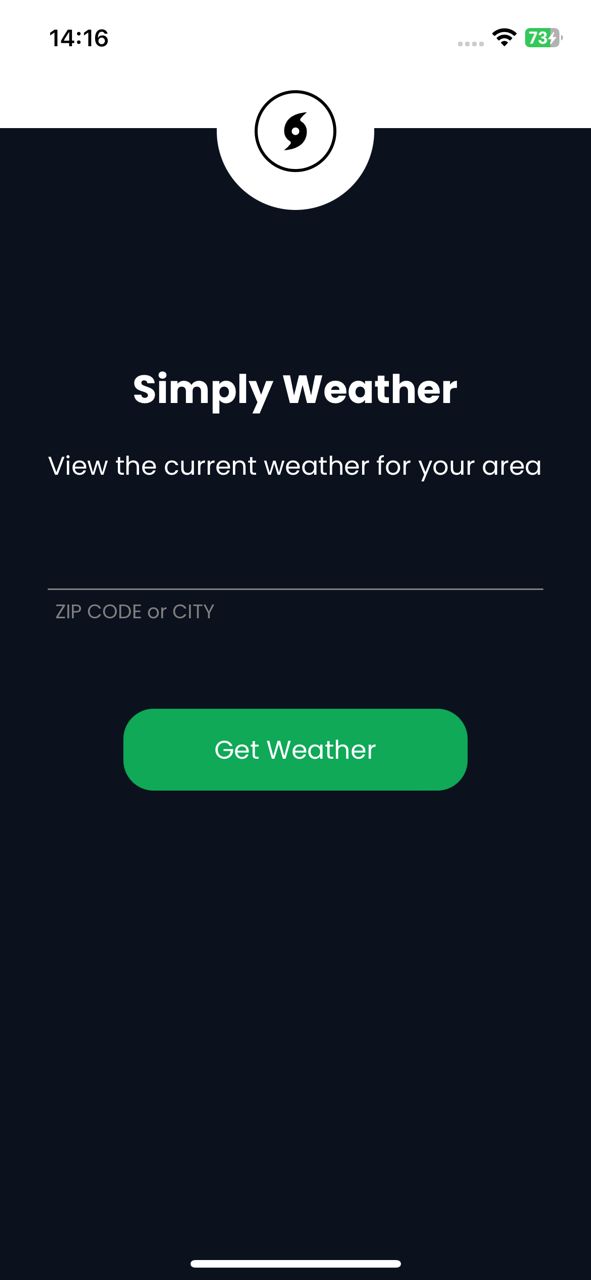 14:16
73
Simply Weather
View the current weather for your area
ZIP CODE or CITY
Get Weather